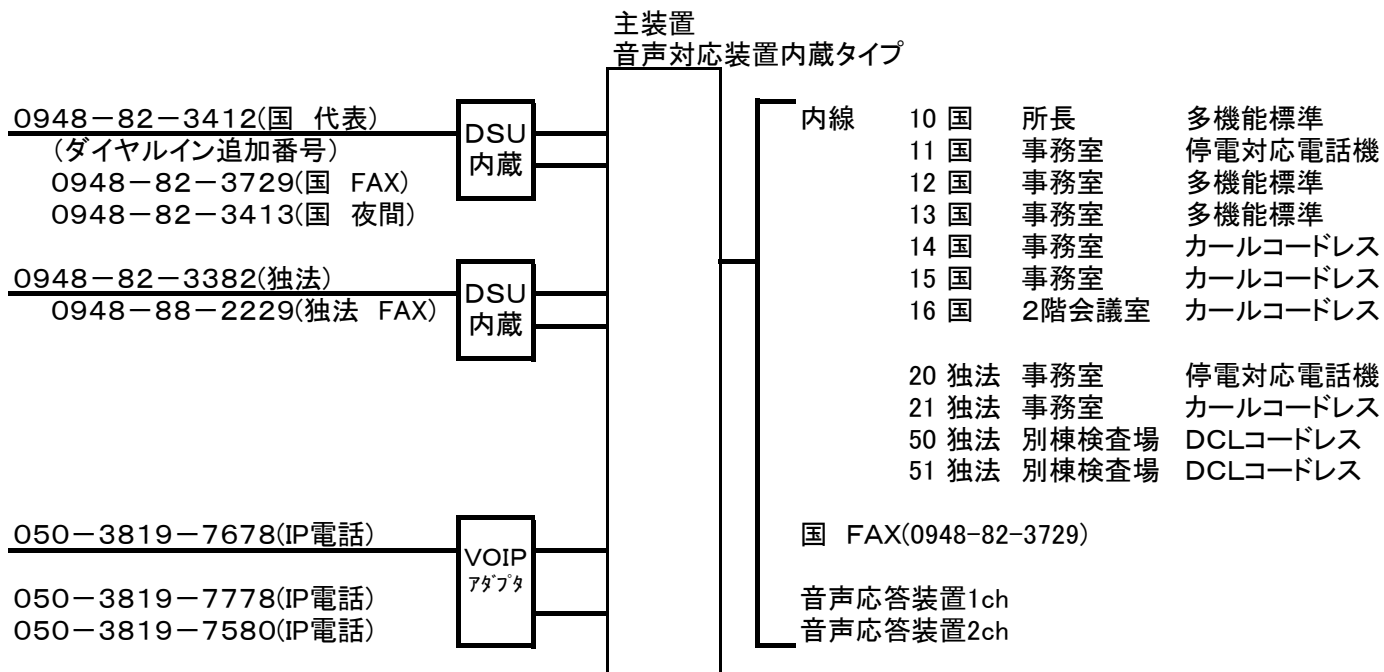 主装置
音声対応装置内蔵タイプ
0948－82－3412(国　代表)
(ダイヤルイン追加番号)
0948－82－3729(国　FAX)
0948－82－3413(国　夜間)
DSU
内蔵
0948－82－3382(独法)
0948－88－2229(独法　FAX)
DSU
内蔵
050－3819－7678(IP電話)
050－3819－7778(IP電話)
050－3819－7580(IP電話)
VOIP
ｱﾀﾞﾌﾟﾀ
内線　10 国　所長　多機能標準
11 国　事務室　停電対応電話機
12 国　事務室　多機能標準
13 国　事務室　多機能標準
14 国　事務室　カールコードレス
15 国　事務室　カールコードレス
16 国　2階会議室　カールコードレス
20 独法　事務室　停電対応電話機
21 独法　事務室　カールコードレス
50 独法　別棟検査場　DCLコードレス
51 独法　別棟検査場　DCLコードレス
国　FAX(0948-82-3729)
音声応答装置1ch
音声応答装置2ch